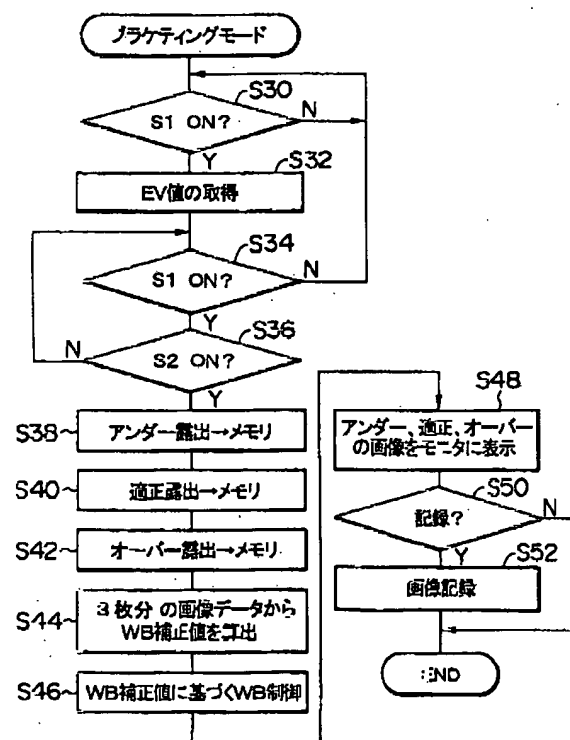 ブラケティングモード
S30
S1 ON?
N
Y
S32
EV値の取得
S34
S1 ON?
N
Y
S36
S2 ON?
N
Y
S38
アンダー露出→メモリ
S40
適正露出→メモリ
S42
オーバー露出→メモリ
S44
3枚分の画像データから
WB補正値を算出
S46
WB補正値に基づくWB制御
S48
アンダー、適正、オーバー
の画像をモニタに表示
S50
記録?
N
Y
S52
画像記録
END